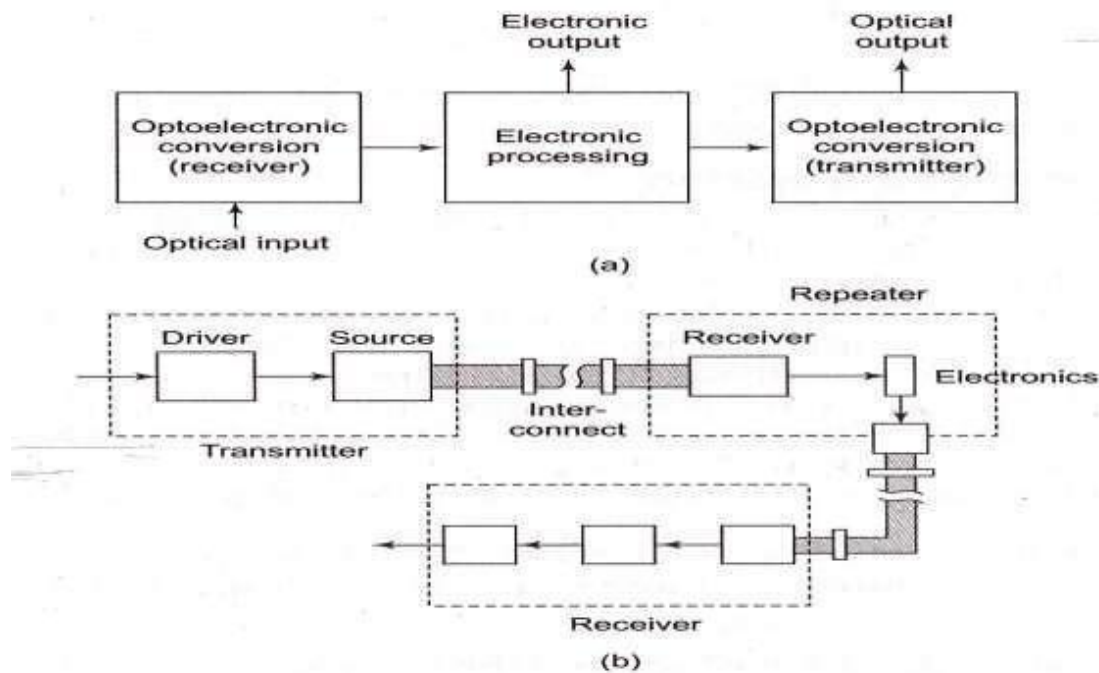 Electronic
output
Optical
output
Optoelectronic
conversion
(receiver)
Electronic
processing
Optoelectronic
conversion
(transmitter)
Optical input
(a)
Repeater
Driver
Source
Receiver
Electronics
Inter-
connect
Transmitter
Receiver
(b)